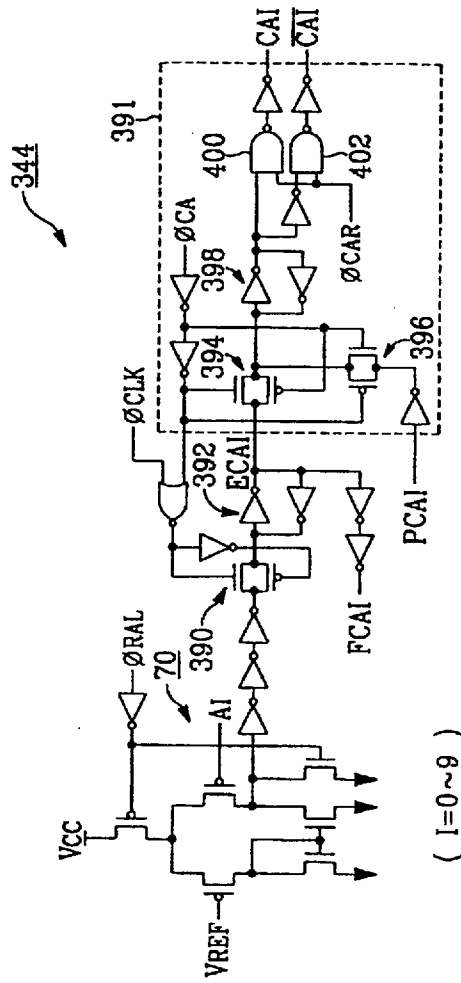 344
391
CAI
C̅A̅I̅
400
402
ØCA
ØCAR
398
394
396
ØCLK
ECAI
392
PCAI
390
FCAI
ØRAL
70
AI
VCC
VREF
( I=0~9 )